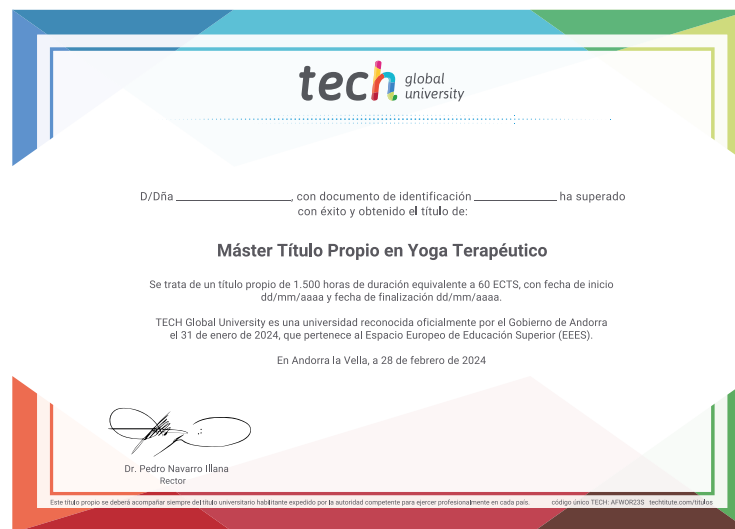 tech global university
D/Dña ______________, con documento de identificación __________ ha superado
con éxito y obtenido el título de:
Máster Título Propio en Yoga Terapéutico
Se trata de un título propio de 1.500 horas de duración equivalente a 60 ECTS, con fecha de inicio
dd/mm/aaaa y fecha de finalización dd/mm/aaaa.
TECH Global University es una universidad reconocida oficialmente por el Gobierno de Andorra
el 31 de enero de 2024, que pertenece al Espacio Europeo de Educación Superior (EEES).
En Andorra la Vella, a 28 de febrero de 2024
Dr. Pedro Navarro Illana
Rector
Este título propio se deberá acompañar siempre del título universitario habilitante expedido por la autoridad competente para ejercer profesionalmente en cada país. código único TECH: AFWOR23S techtitute.com/titulos